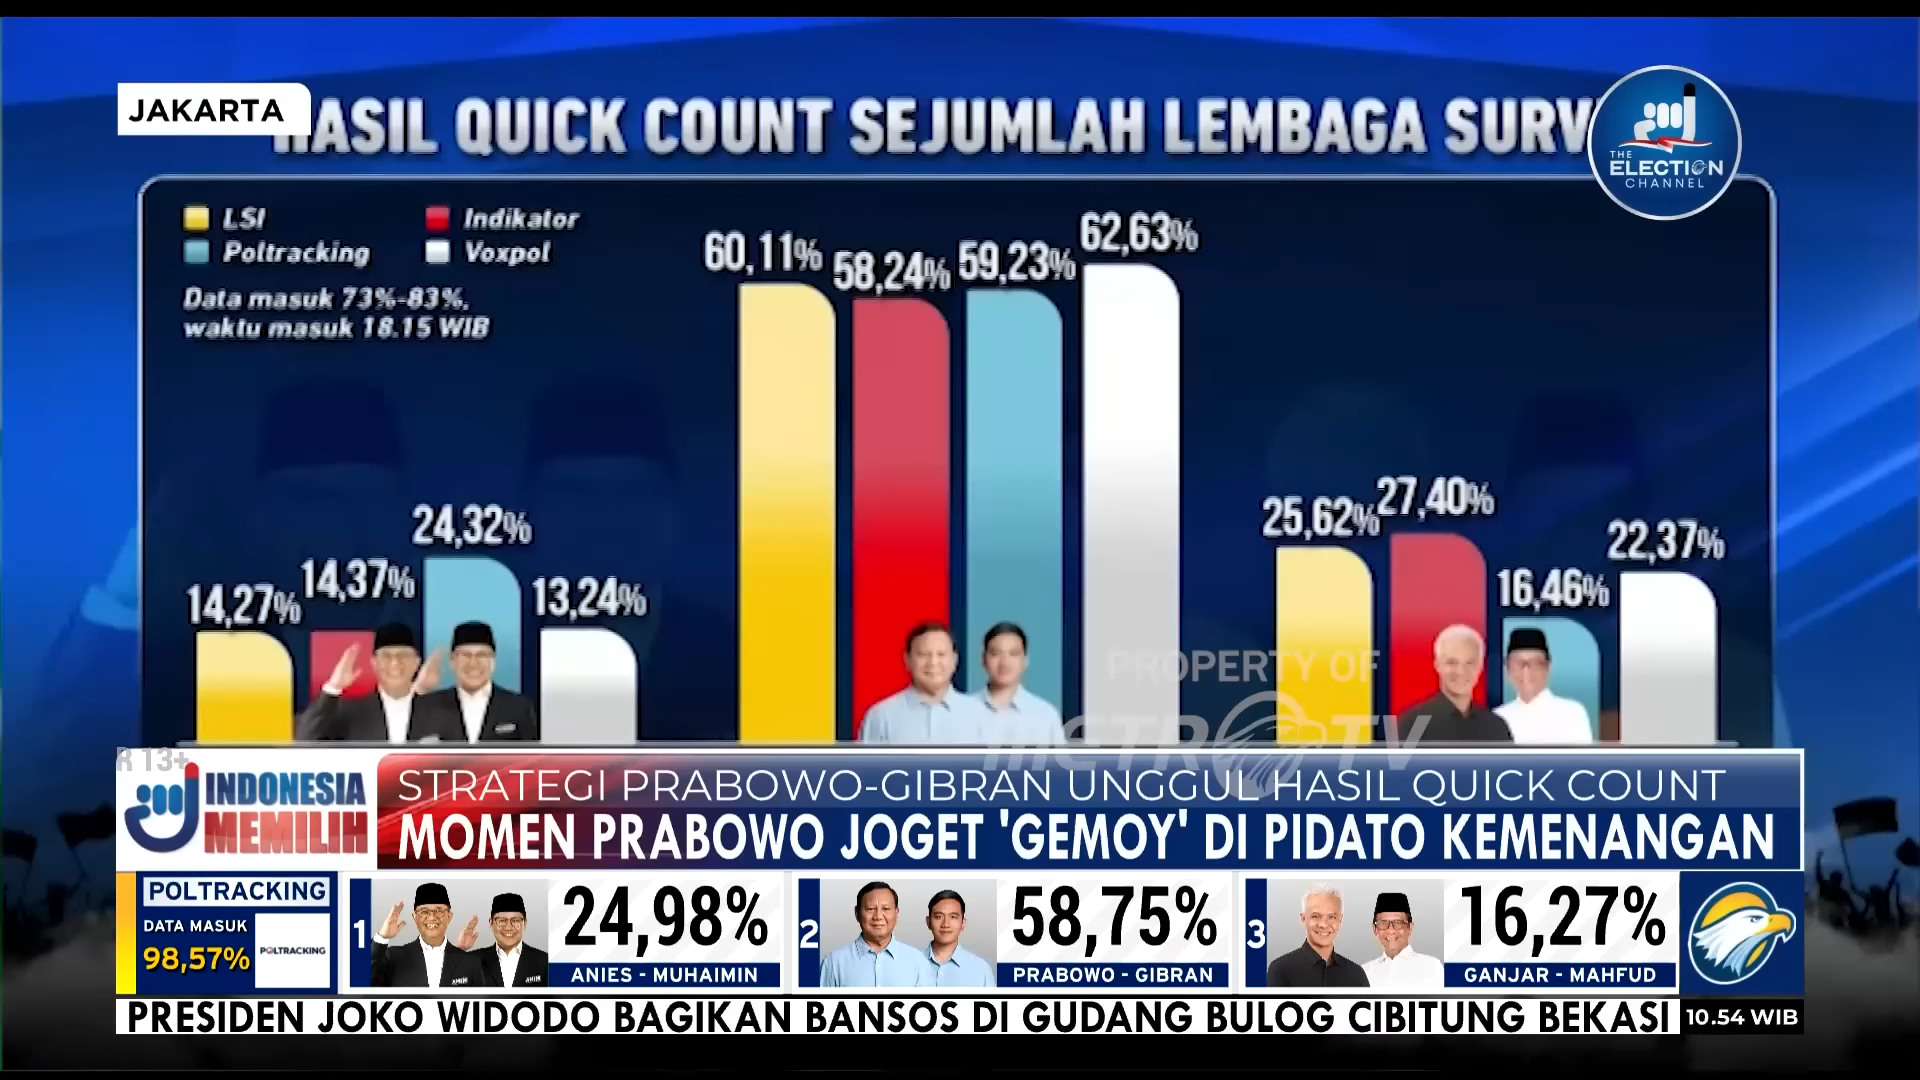 JAKARTA
HASIL QUICK COUNT SEJUMLAH LEMBAGA SURV
THE
ELECTION
CHANNEL
LSI
Indikator
Poltracking
Voxpol
Data masuk 73%-83%,
waktu masuk 18.15 WIB
14,27%
14,37%
24,32%
13,24%
60,11%
58,24%
59,23%
62,63%
25,62%
27,40%
16,46%
22,37%
PROPERTY OF
METRO TV
R 13+
INDONESIA
MEMILIH
STRATEGI PRABOWO-GIBRAN UNGGUL HASIL QUICK COUNT
MOMEN PRABOWO JOGET 'GEMOY' DI PIDATO KEMENANGAN
POLTRACKING
DATA MASUK
98,57%
POLTRACKING
1
24,98%
ANIES - MUHAIMIN
2
58,75%
PRABOWO - GIBRAN
3
16,27%
GANJAR - MAHFUD
PRESIDEN JOKO WIDODO BAGIKAN BANSOS DI GUDANG BULOG CIBITUNG BEKASI
10.54 WIB